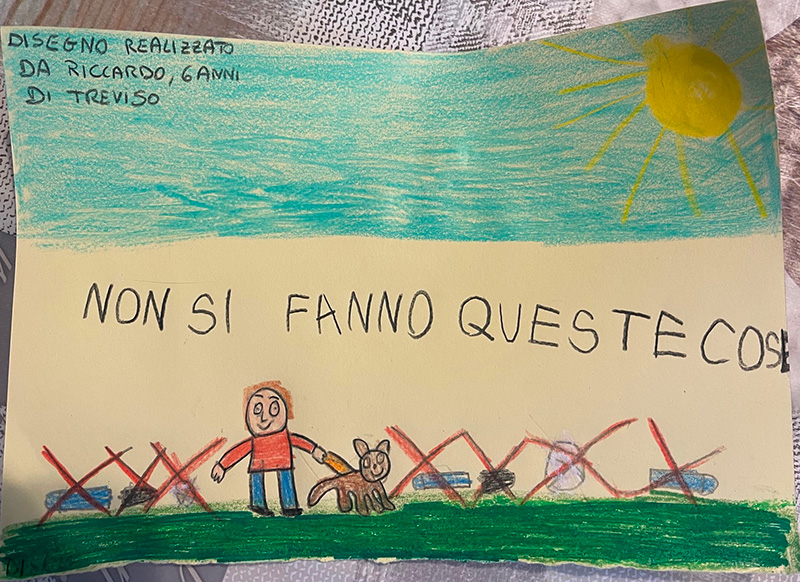 DISEGNO REALIZZATO
DA RICCARDO, 6 ANNI
DI TREVISO
NON SI FANNO QUESTE COSE